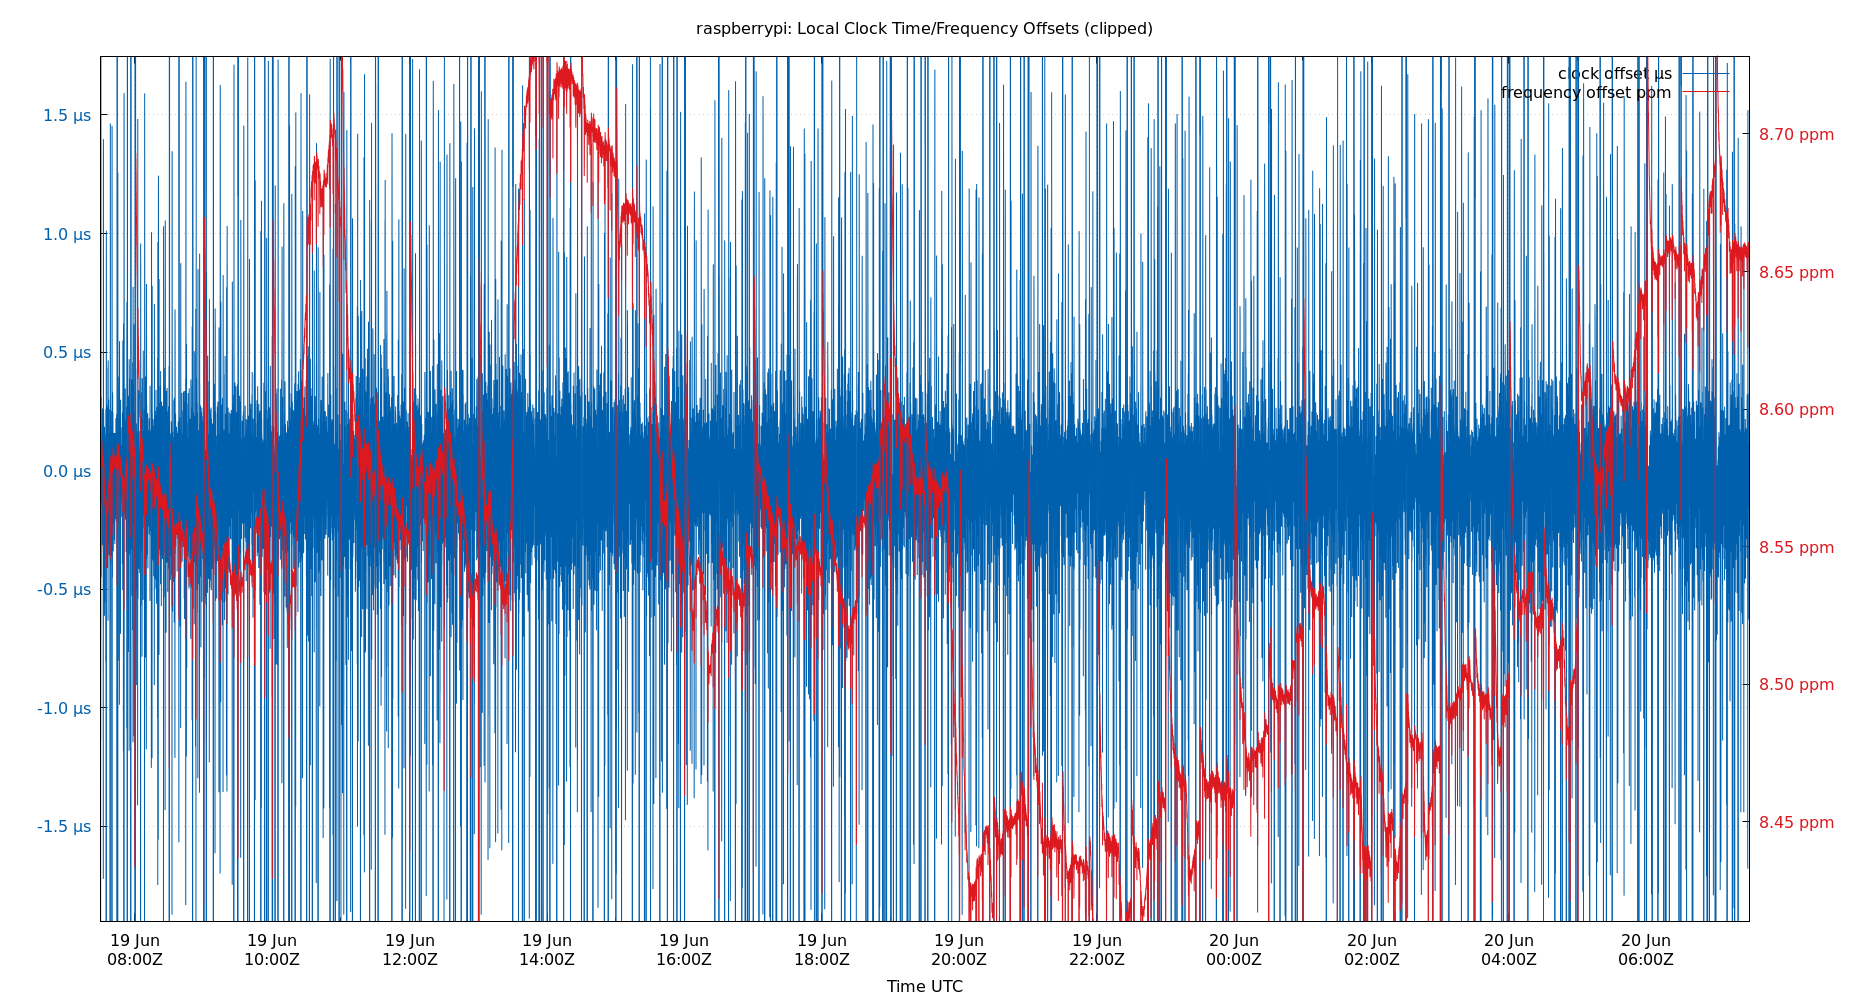 raspberrypi: Local Clock Time/Frequency Offsets (clipped)
clock offset µs
frequency offset ppm
1.5 µs
1.0 µs
0.5 µs
0.0 µs
-0.5 µs
-1.0 µs
-1.5 µs
8.70 ppm
8.65 ppm
8.60 ppm
8.55 ppm
8.50 ppm
8.45 ppm
19 Jun
08:00Z
19 Jun
10:00Z
19 Jun
12:00Z
19 Jun
14:00Z
19 Jun
16:00Z
19 Jun
18:00Z
19 Jun
20:00Z
19 Jun
22:00Z
20 Jun
00:00Z
20 Jun
02:00Z
20 Jun
04:00Z
20 Jun
06:00Z
Time UTC